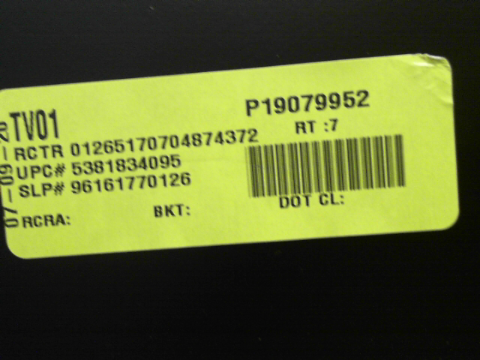 TV01
P19079952
RCTR 01265170704874372
RT :7
UPC# 5381834095
SLP# 96161770126
RCRA:
BKT:
DOT CL: